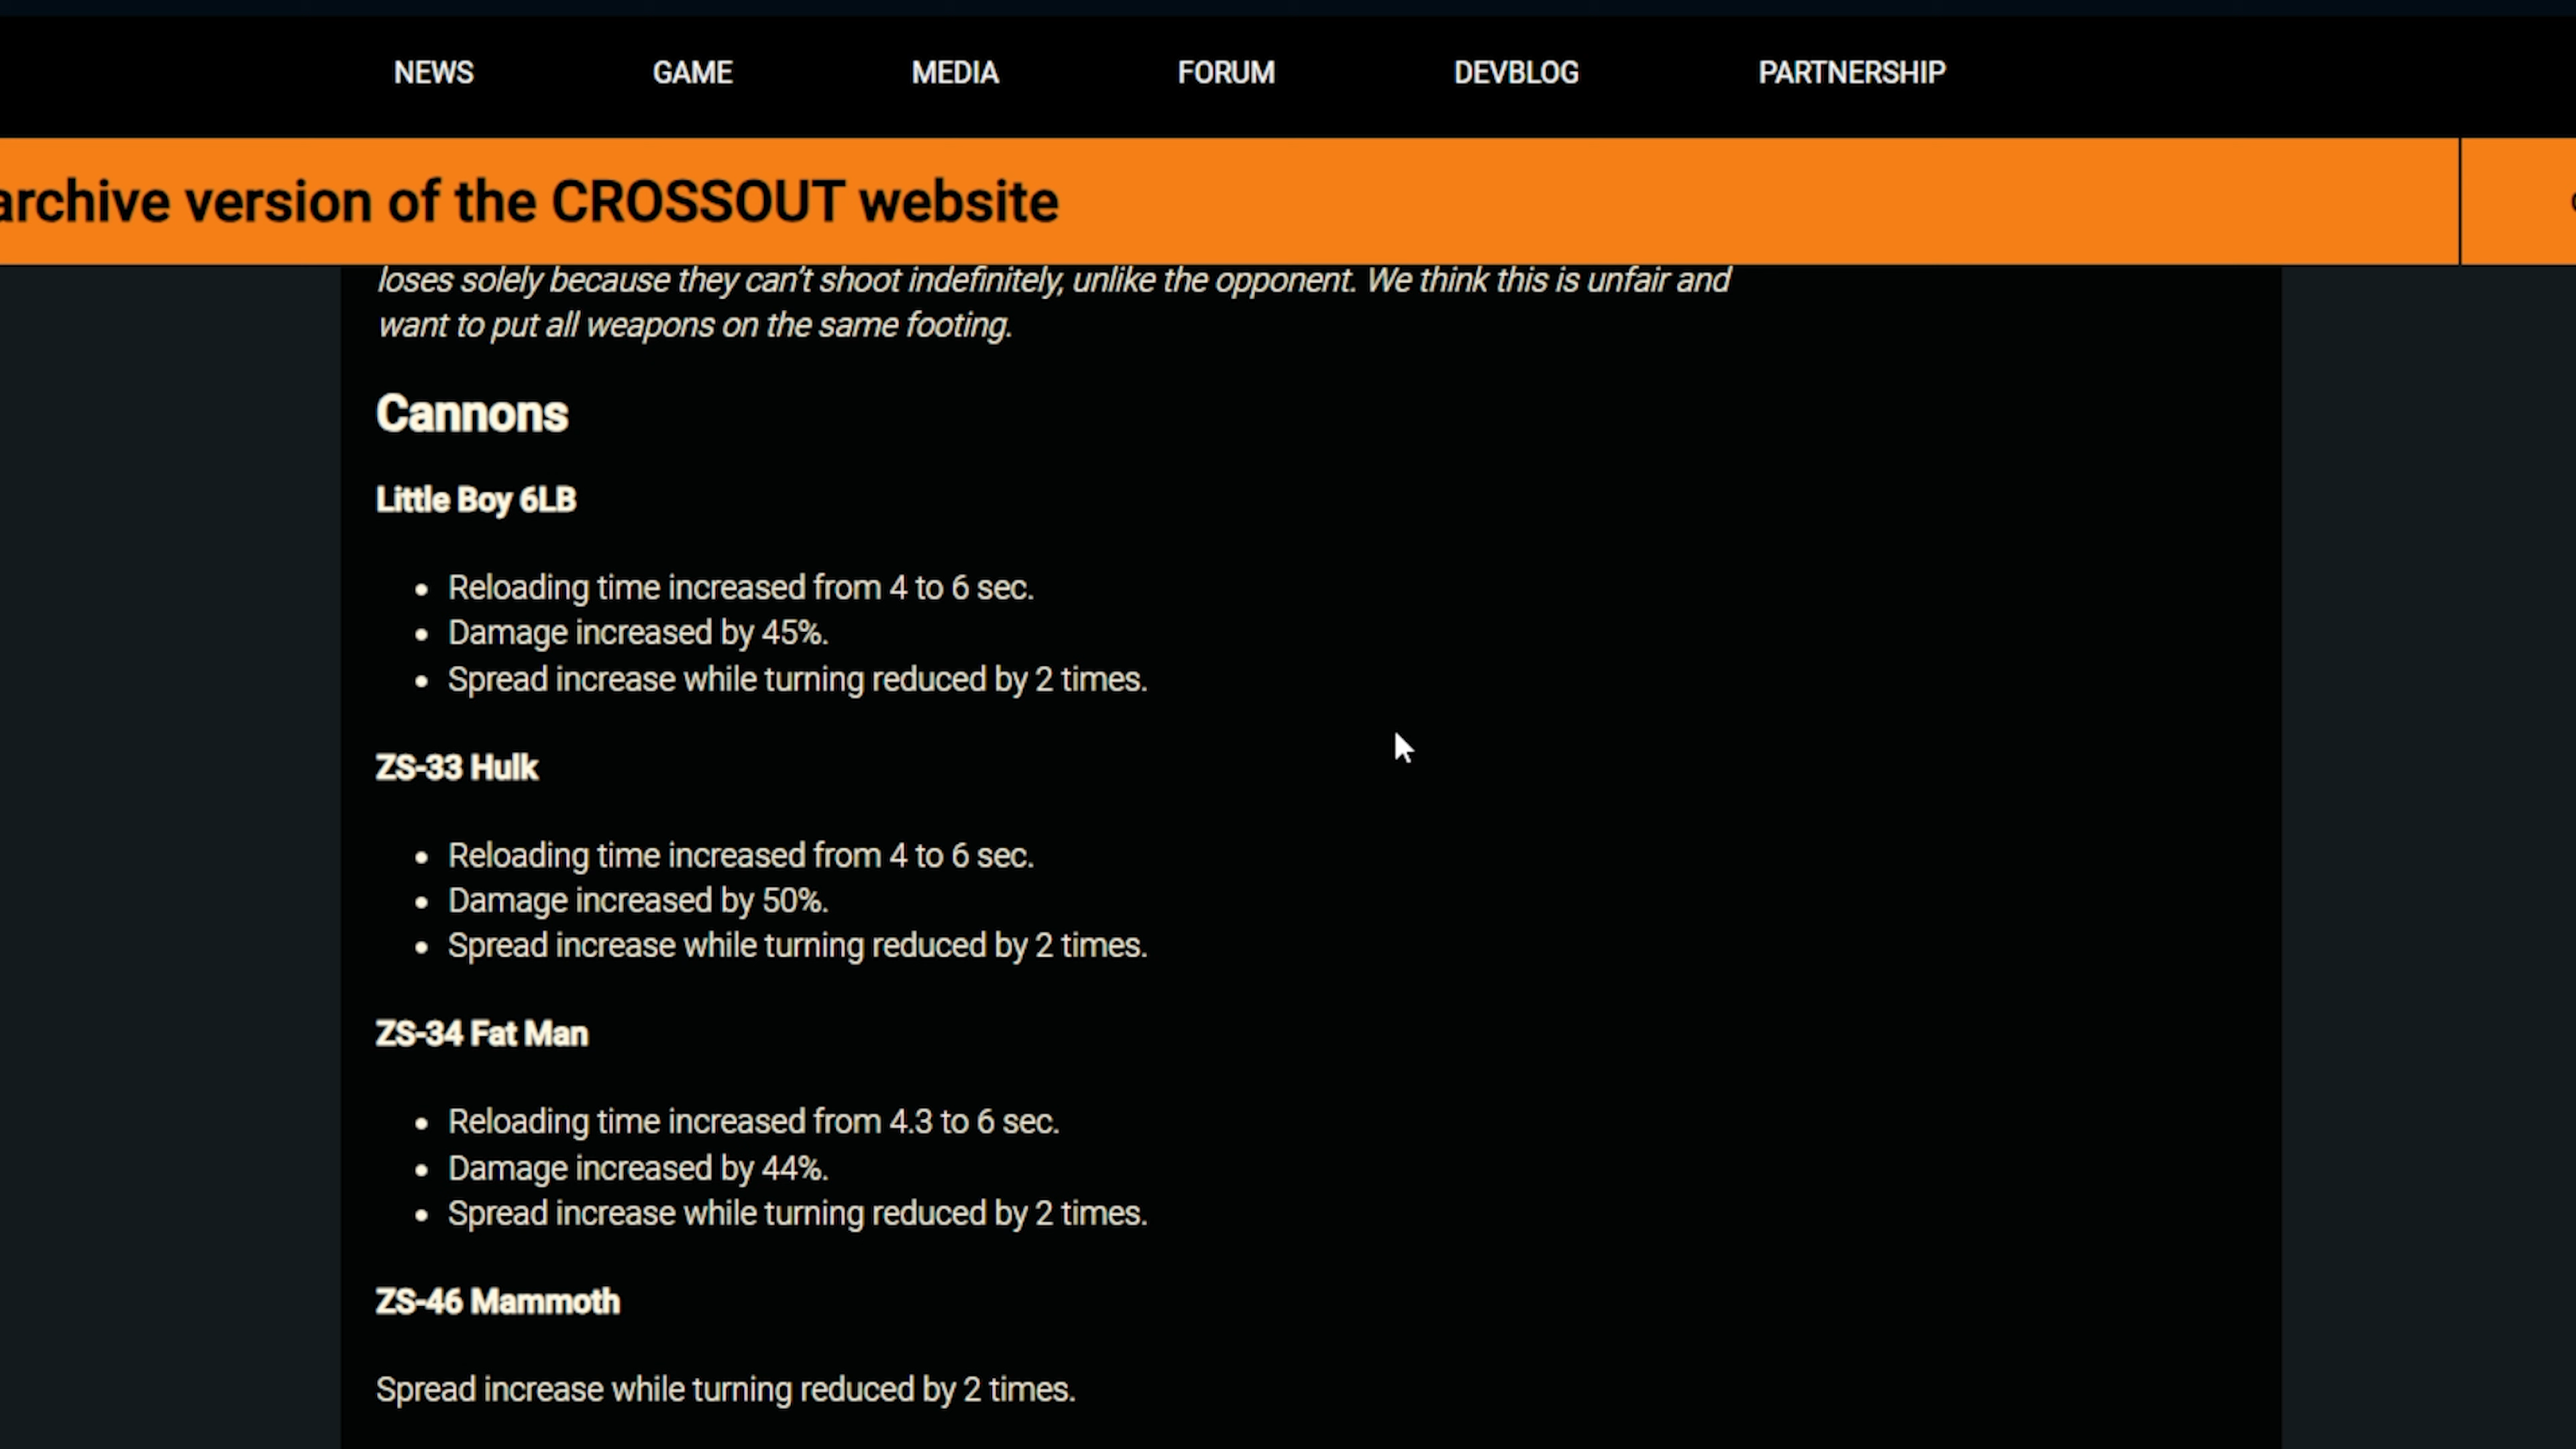 NEWS GAME MEDIA FORUM DEVBLOG PARTNERSHIP
archive version of the CROSSOUT website
loses solely because they can't shoot indefinitely, unlike the opponent. We think this is unfair and
want to put all weapons on the same footing.
Cannons
Little Boy 6LB
• Reloading time increased from 4 to 6 sec.
• Damage increased by 45%.
• Spread increase while turning reduced by 2 times.
ZS-33 Hulk
• Reloading time increased from 4 to 6 sec.
• Damage increased by 50%.
• Spread increase while turning reduced by 2 times.
ZS-34 Fat Man
• Reloading time increased from 4.3 to 6 sec.
• Damage increased by 44%.
• Spread increase while turning reduced by 2 times.
ZS-46 Mammoth
Spread increase while turning reduced by 2 times.